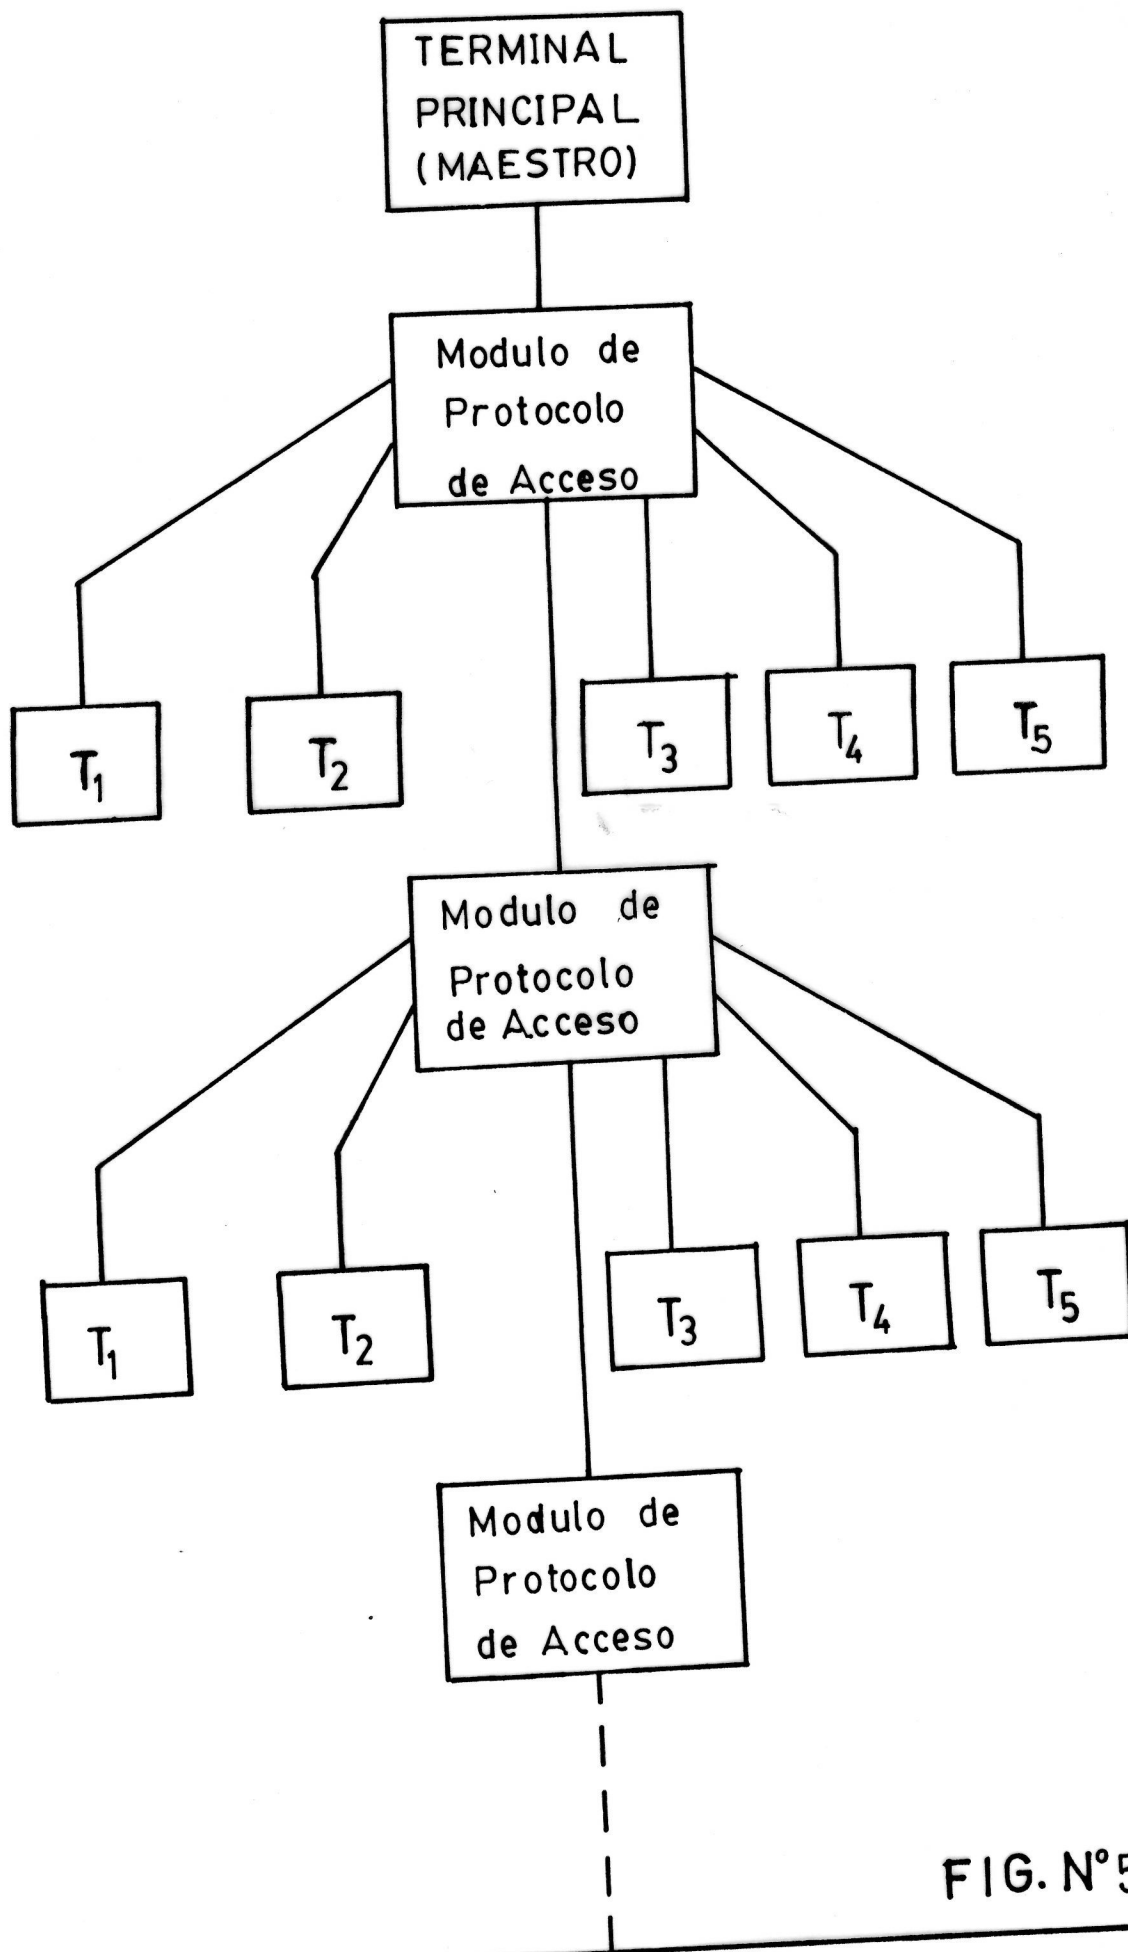 TERMINAL
PRINCIPAL
(MAESTRO)
Modulo de
Protocolo
de Acceso
T1
T2
T3
T4
T5
Modulo de
Protocolo
de Acceso
T1
T2
T3
T4
T5
Modulo de
Protocolo
de Acceso
FIG. N° 5